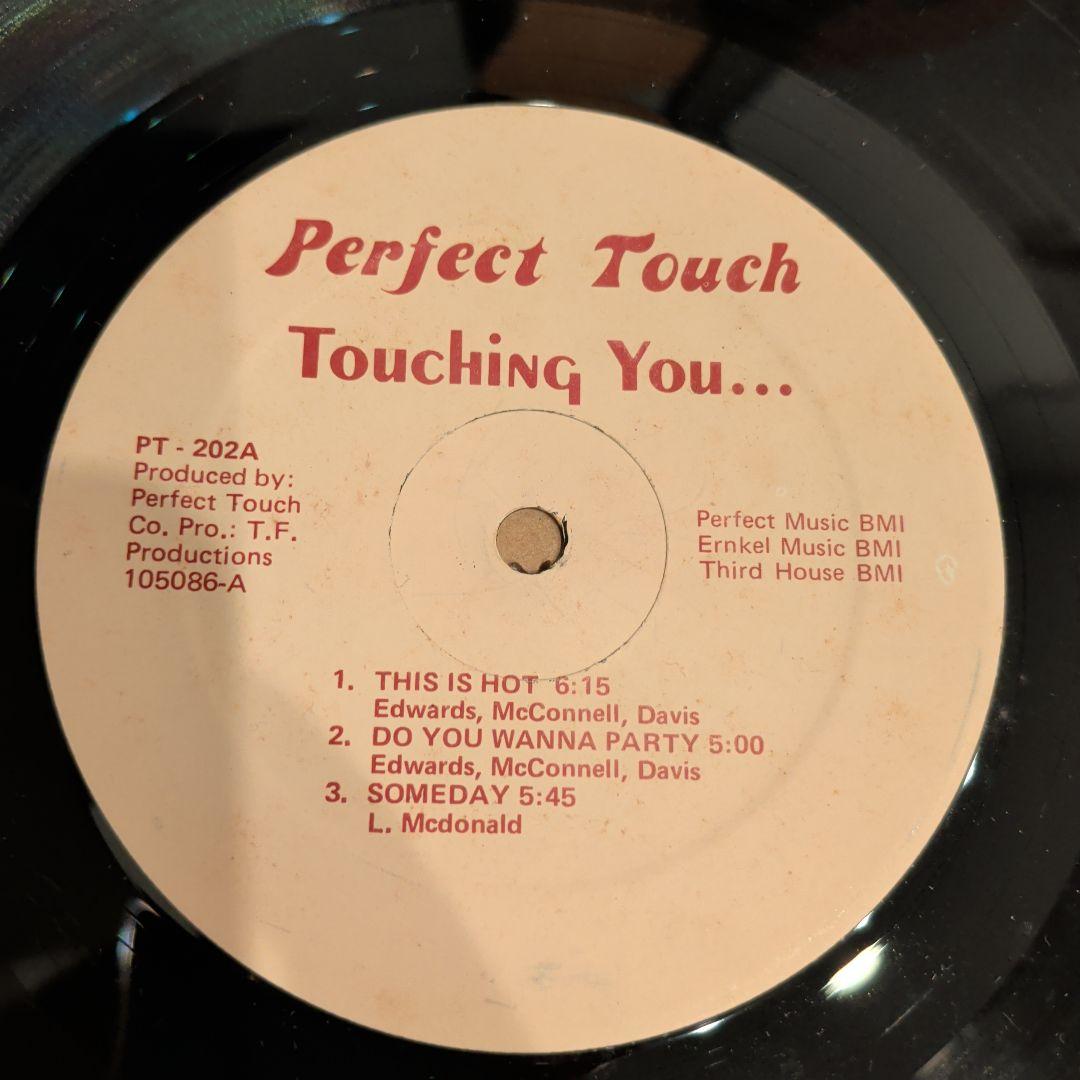 Perfect Touch
Touching You...
PT - 202A
Produced by:
Perfect Touch
Co. Pro.: T.F.
Productions
105086-A
Perfect Music BMI
Ernkel Music BMI
Third House BMI
1. THIS IS HOT 6:15
Edwards, McConnell, Davis
2. DO YOU WANNA PARTY 5:00
Edwards, McConnell, Davis
3. SOMEDAY 5:45
L. Mcdonald